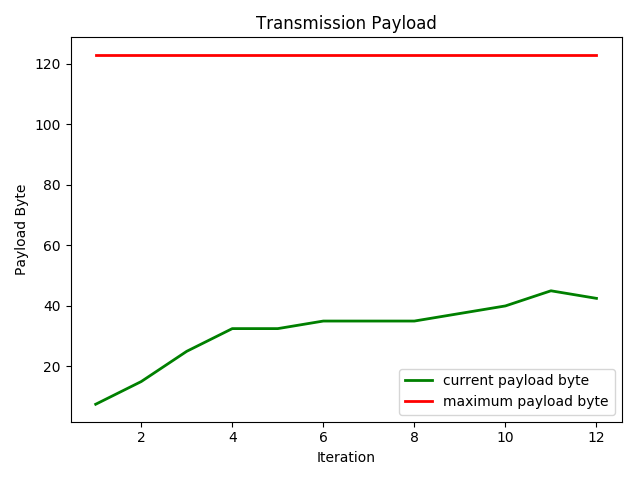 Transmission Payload
120
100
80
60
40
20
Payload Byte
2
4
6
8
10
12
Iteration
current payload byte
maximum payload byte